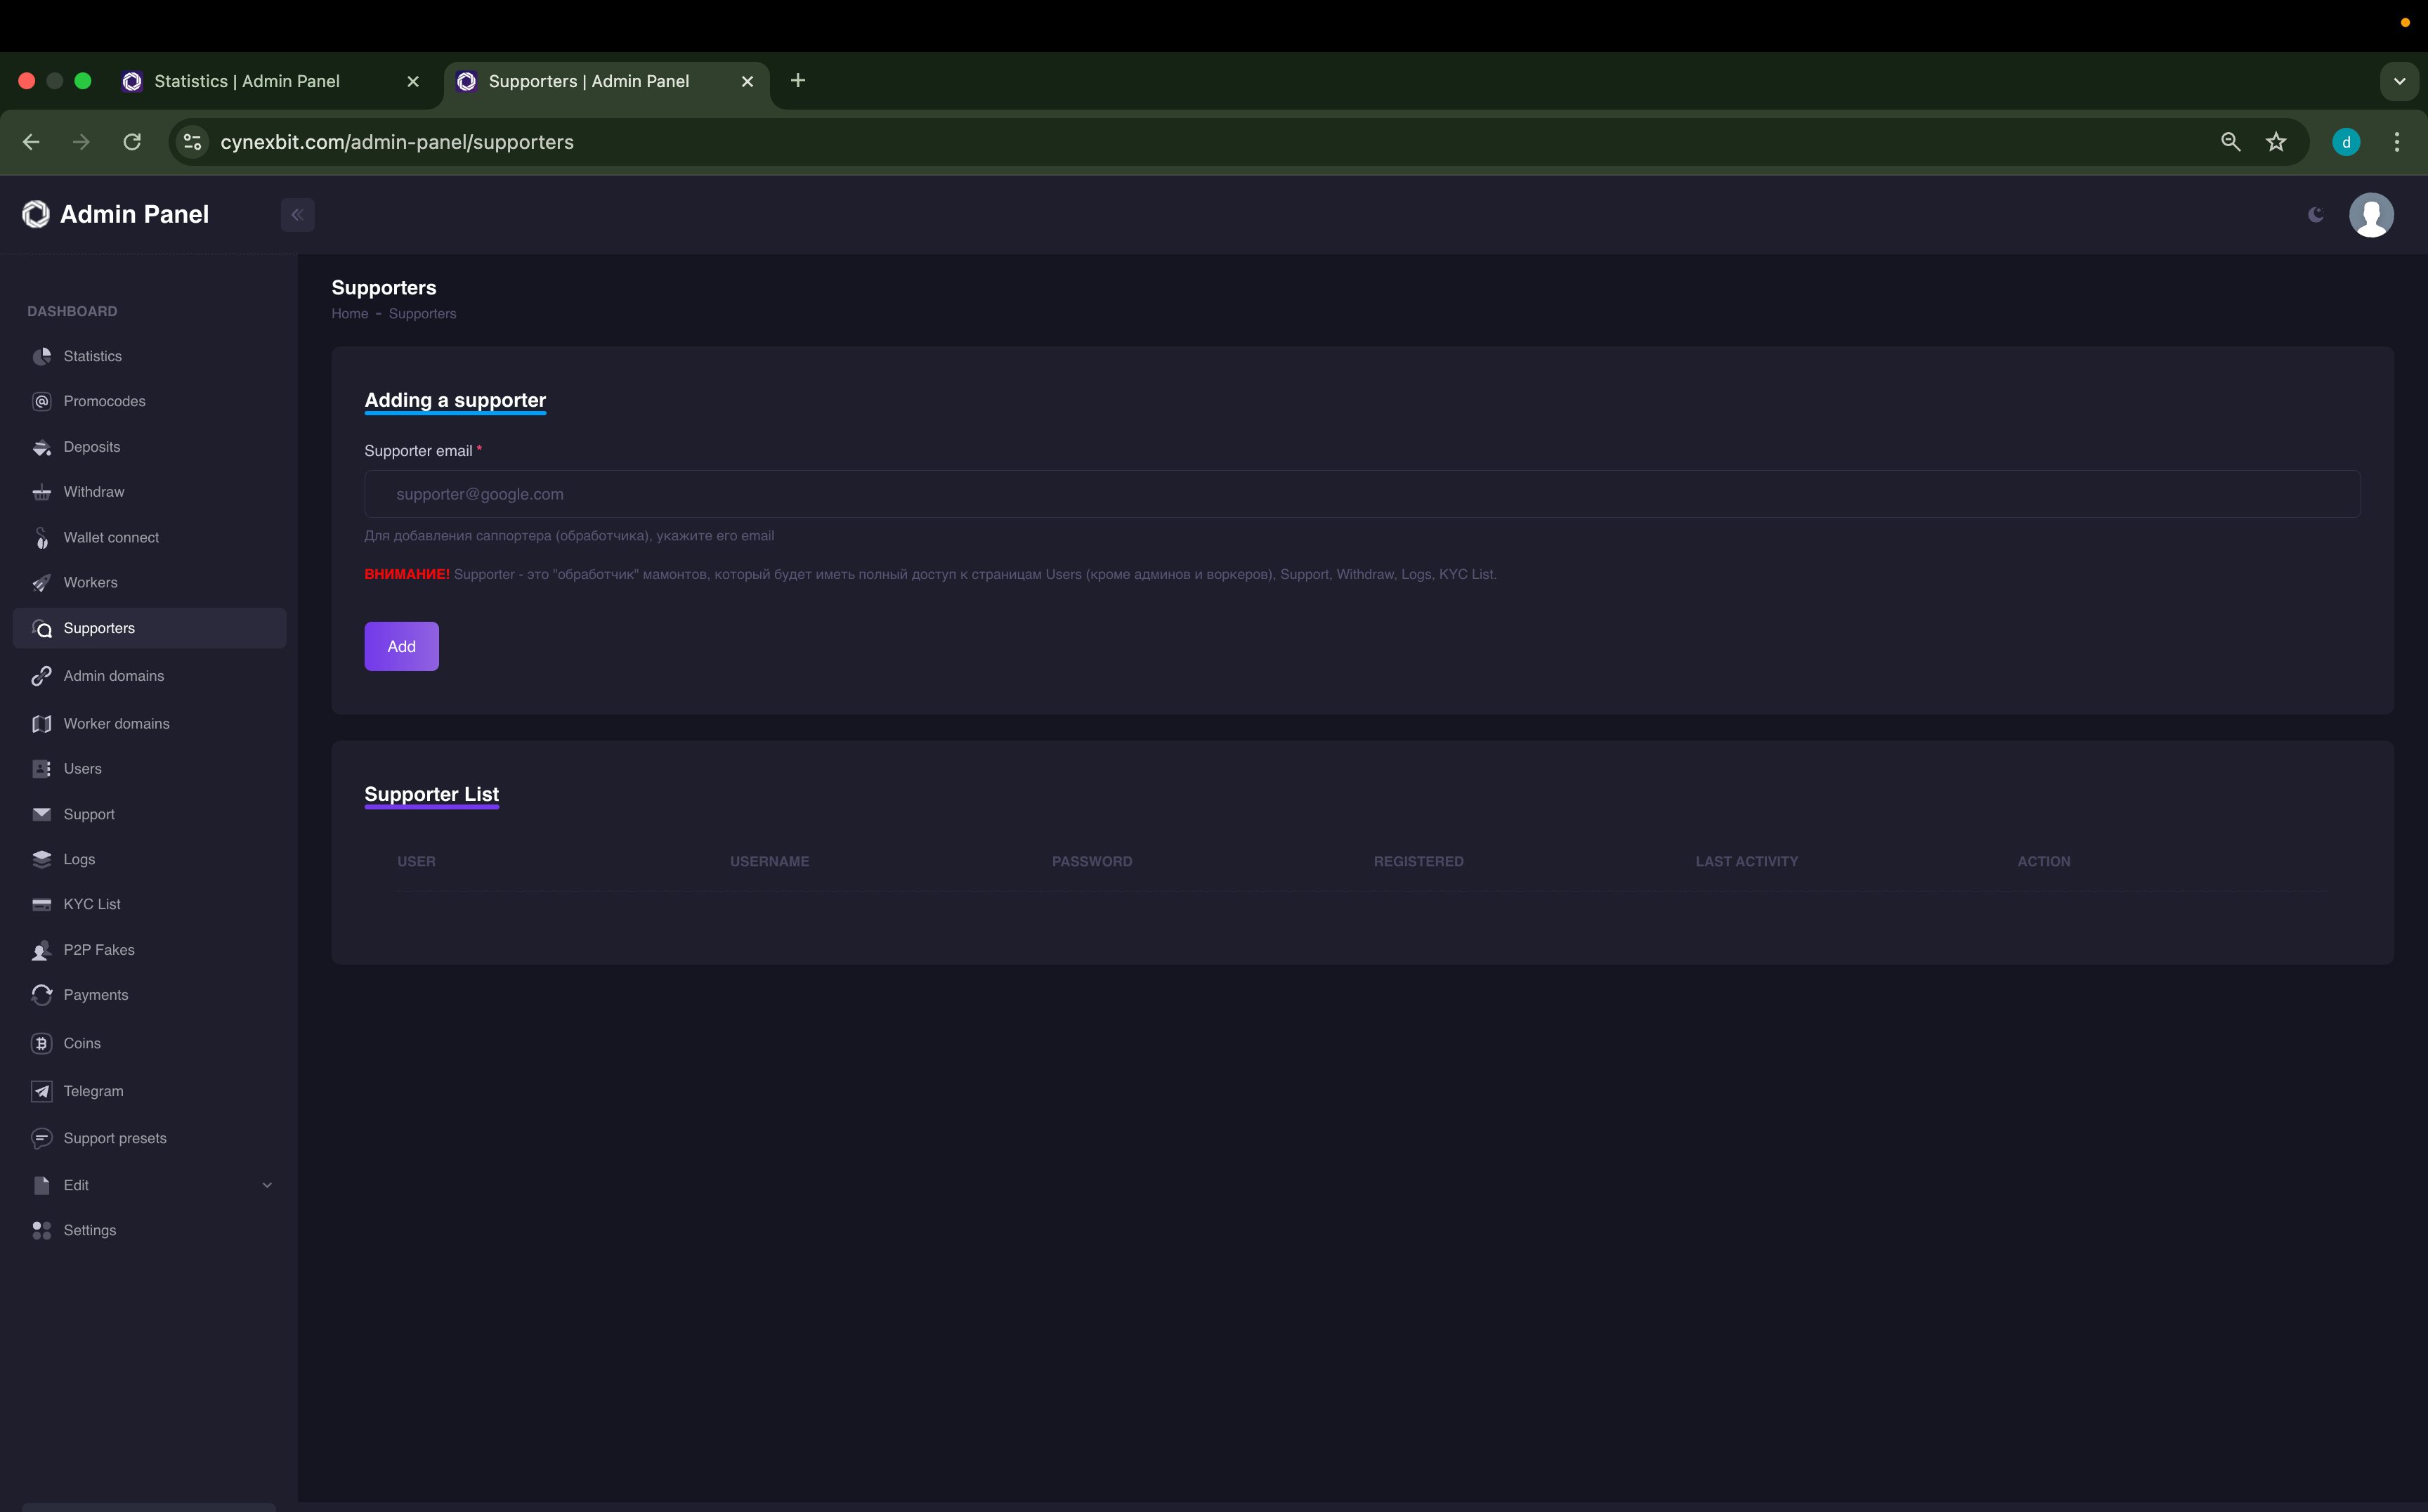 Statistics | Admin Panel
Supporters | Admin Panel
cynexbit.com/admin-panel/supporters
d
Admin Panel
DASHBOARD
Statistics
Promocodes
Deposits
Withdraw
Wallet connect
Workers
Supporters
Admin domains
Worker domains
Users
Support
Logs
KYC List
P2P Fakes
Payments
Coins
Telegram
Support presets
Edit
Settings
Supporters
Home - Supporters
Adding a supporter
Supporter email *
supporter@google.com
Для добавления саппортера (обработчика), укажите его email
ВНИМАНИЕ! Supporter - это "обработчик" мамонтов, который будет иметь полный доступ к страницам Users (кроме админов и воркеров), Support, Withdraw, Logs, KYC List.
Add
Supporter List
USER USERNAME PASSWORD REGISTERED LAST ACTIVITY ACTION